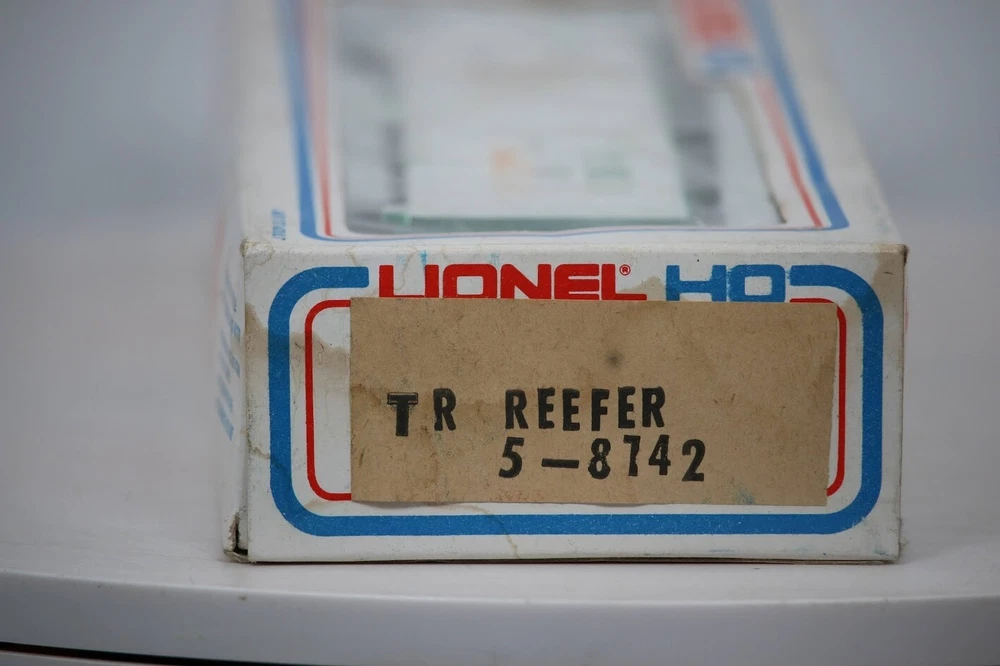 LIONEL® HO
TR REEFER
5-8742